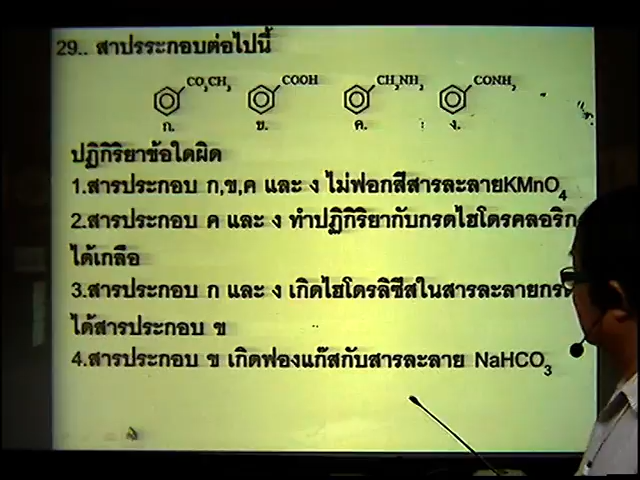 29.. สาปรระกอบต่อไปนี้
CO₂CH₃ COOH CH₂NH₂ CONH₂
ก. ข. ค. ง.
ปฏิกิริยาข้อใดผิด
1.สารประกอบ ก,ข,ค และ ง ไม่ฟอกสีสารละลายKMnO₄
2.สารประกอบ ค และ ง ทำปฏิกิริยากับกรดไฮโดรคลอริก
ได้เกลือ
3.สารประกอบ ก และ ง เกิดไฮโดรลิซีสในสารละลายกรด
ได้สารประกอบ ข
4.สารประกอบ ข เกิดฟองแก๊สกับสารละลาย NaHCO₃